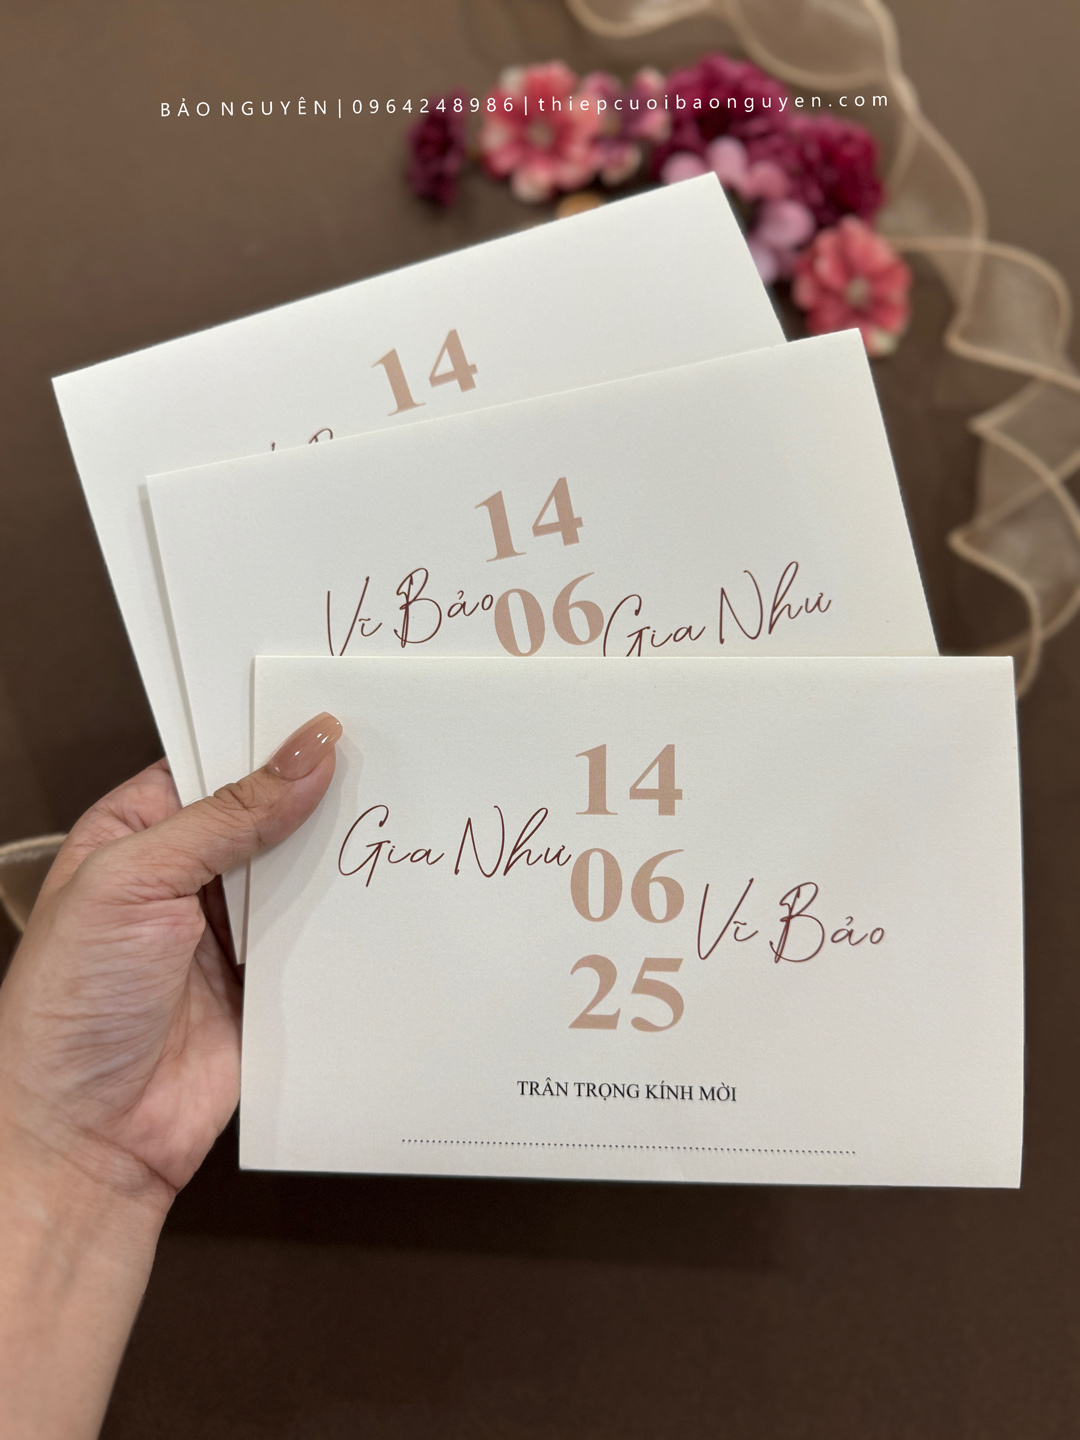 BẢO NGUYÊN|0964248986|thiepcuoibaonguyen.com
14
14
Vĩ Bảo
06
Gia Như
14
Gia Như
06
Vĩ Bảo
25
TRÂN TRỌNG KÍNH MỜI